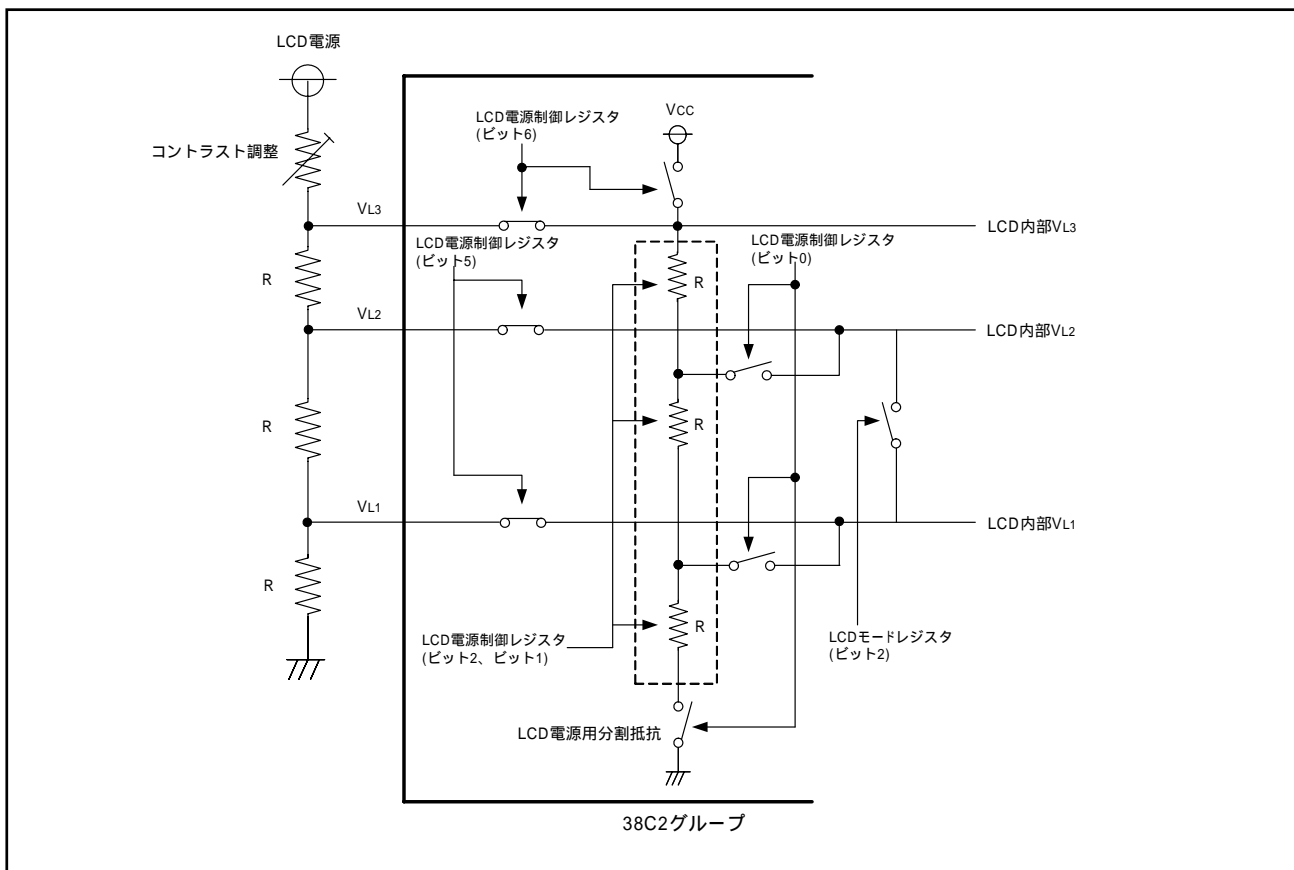 LCD電源
コントラスト調整
LCD電源制御レジスタ
(ビット6)
VCC
VL3
LCD内部VL3
LCD電源制御レジスタ
(ビット5)
LCD電源制御レジスタ
(ビット0)
R
R
VL2
LCD内部VL2
R
R
VL1
LCD内部VL1
R
R
LCD電源制御レジスタ
(ビット2、ビット1)
LCDモードレジスタ
(ビット2)
LCD電源用分割抵抗
38C2グループ